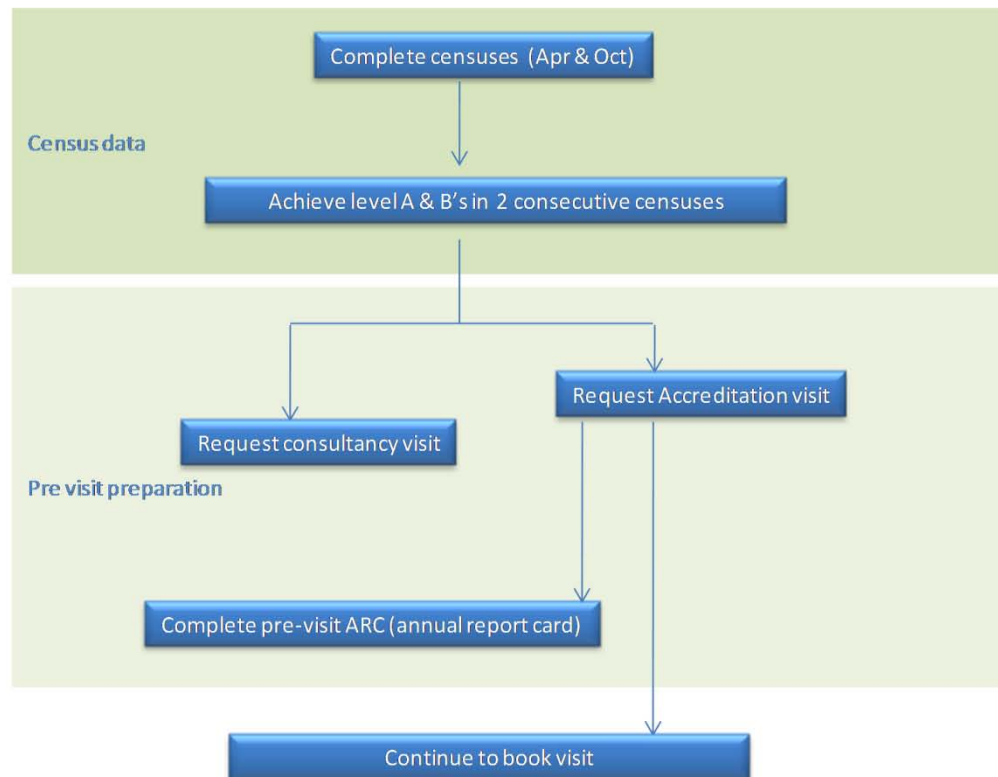 Complete censuses (Apr & Oct)
Census data
Achieve level A & B’s in 2 consecutive censuses
Request Accreditation visit
Request consultancy visit
Pre visit preparation
Complete pre-visit ARC (annual report card)
Continue to book visit